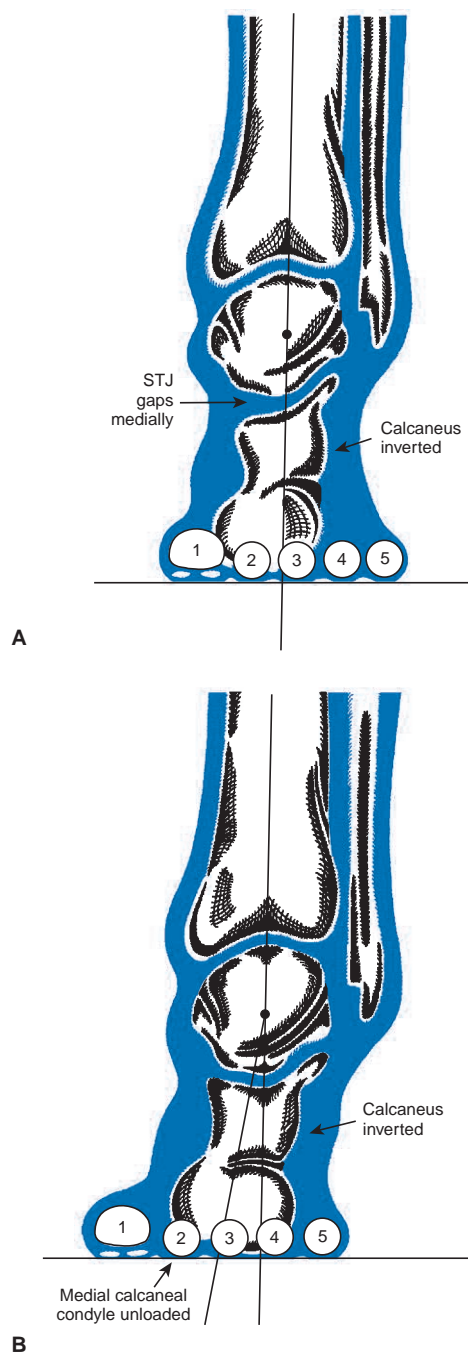 STJ
gaps
medially
Calcaneus
inverted
1 2 3 4 5
A
Calcaneus
inverted
1 2 3 4 5
Medial calcaneal
condyle unloaded
B